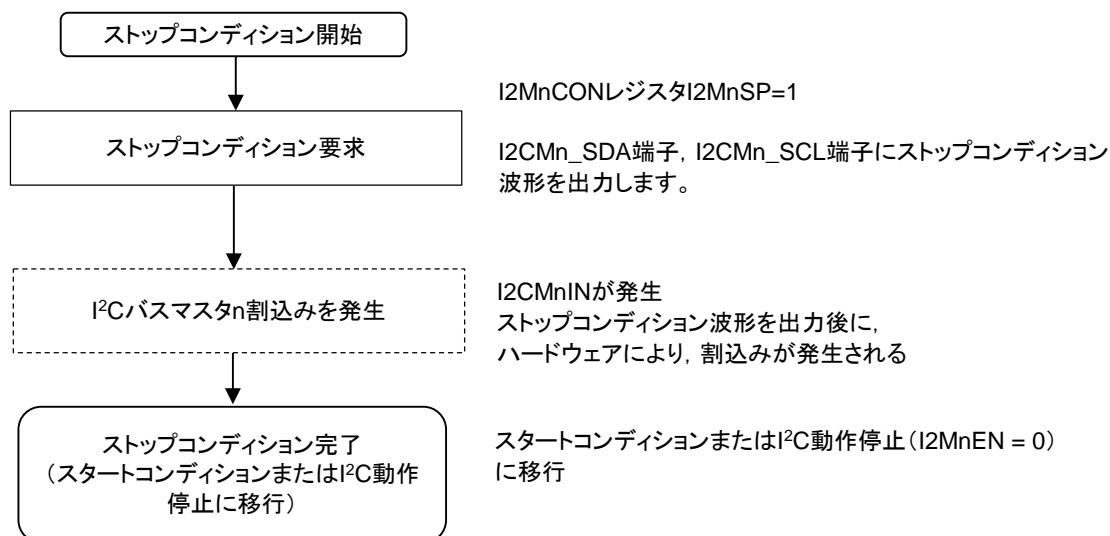 ストップコンディション開始
I2MnCONレジスタI2MnSP=1
ストップコンディション要求
I2CMn_SDA端子, I2CMn_SCL端子にストップコンディション
波形を出力します。
I²Cバスマスタn割込みを発生
I2CMnINが発生
ストップコンディション波形を出力後に,
ハードウェアにより, 割込みが発生される
ストップコンディション完了
(スタートコンディションまたはI²C動作
停止に移行)
スタートコンディションまたはI²C動作停止(I2MnEN = 0)
に移行